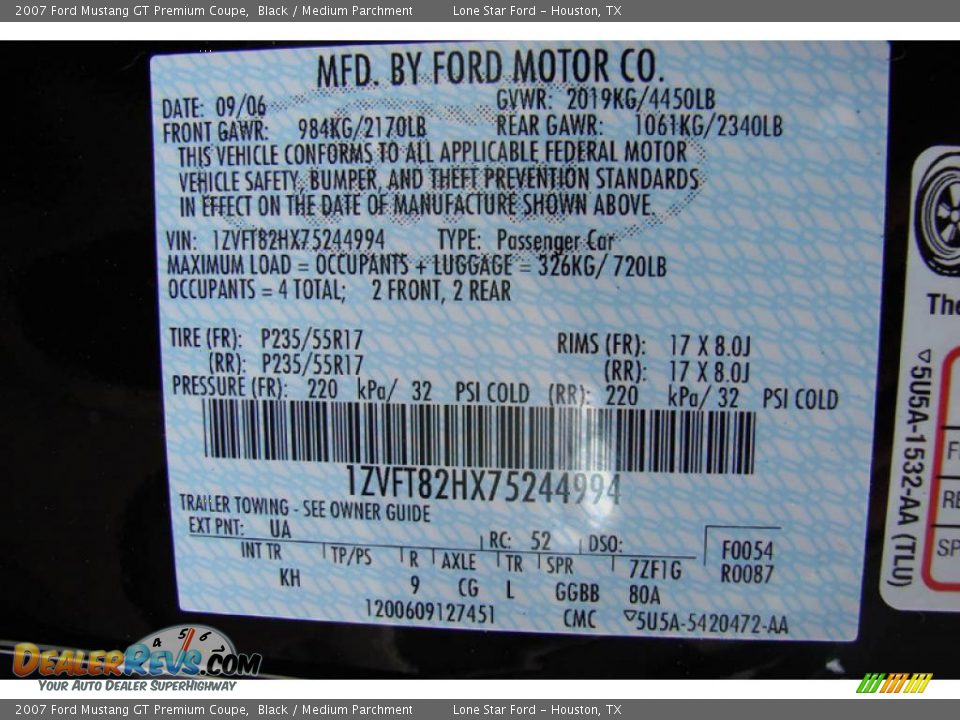 2007 Ford Mustang GT Premium Coupe, Black / Medium Parchment Lone Star Ford - Houston, TX
MFD. BY FORD MOTOR CO.
DATE: 09/06 GVWR: 2019KG/4450LB
FRONT GAWR: 984KG/2170LB REAR GAWR: 1061KG/2340LB
THIS VEHICLE CONFORMS TO ALL APPLICABLE FEDERAL MOTOR
VEHICLE SAFETY, BUMPER, AND THEFT PREVENTION STANDARDS
IN EFFECT ON THE DATE OF MANUFACTURE SHOWN ABOVE.
VIN: 1ZVFT82HX75244994 TYPE: Passenger Car
MAXIMUM LOAD = OCCUPANTS + LUGGAGE = 326KG/ 720LB
OCCUPANTS = 4 TOTAL; 2 FRONT, 2 REAR
TIRE (FR): P235/55R17 RIMS (FR): 17 X 8.0J
(RR): P235/55R17 (RR): 17 X 8.0J
PRESSURE (FR): 220 kPa/ 32 PSI COLD (RR): 220 kPa/ 32 PSI COLD
1ZVFT82HX75244994
TRAILER TOWING - SEE OWNER GUIDE
EXT PNT: UA RC: 52 DSO: F0054
INT TR TP/PS R AXLE TR SPR 7ZF1G R0087
KH 9 CG L GGBB 80A
1200609127451 CMC ▽5U5A-5420472-AA
The
▽5U5A-1532-AA (TLU)
F
RE
SP
4 5 6
DEALERREVS.COM
YOUR AUTO DEALER SUPERHIGHWAY
2007 Ford Mustang GT Premium Coupe, Black / Medium Parchment Lone Star Ford - Houston, TX